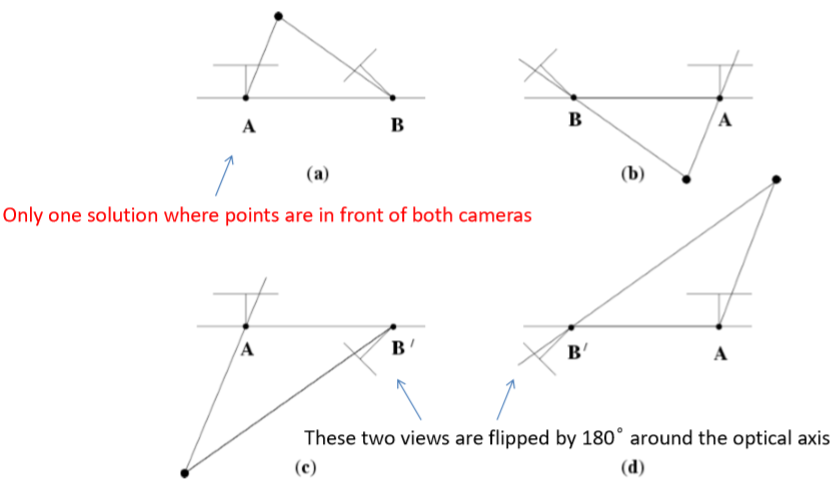 A
B
B
A
(a)
(b)
Only one solution where points are in front of both cameras
A
B′
B′
A
These two views are flipped by 180° around the optical axis
(c)
(d)